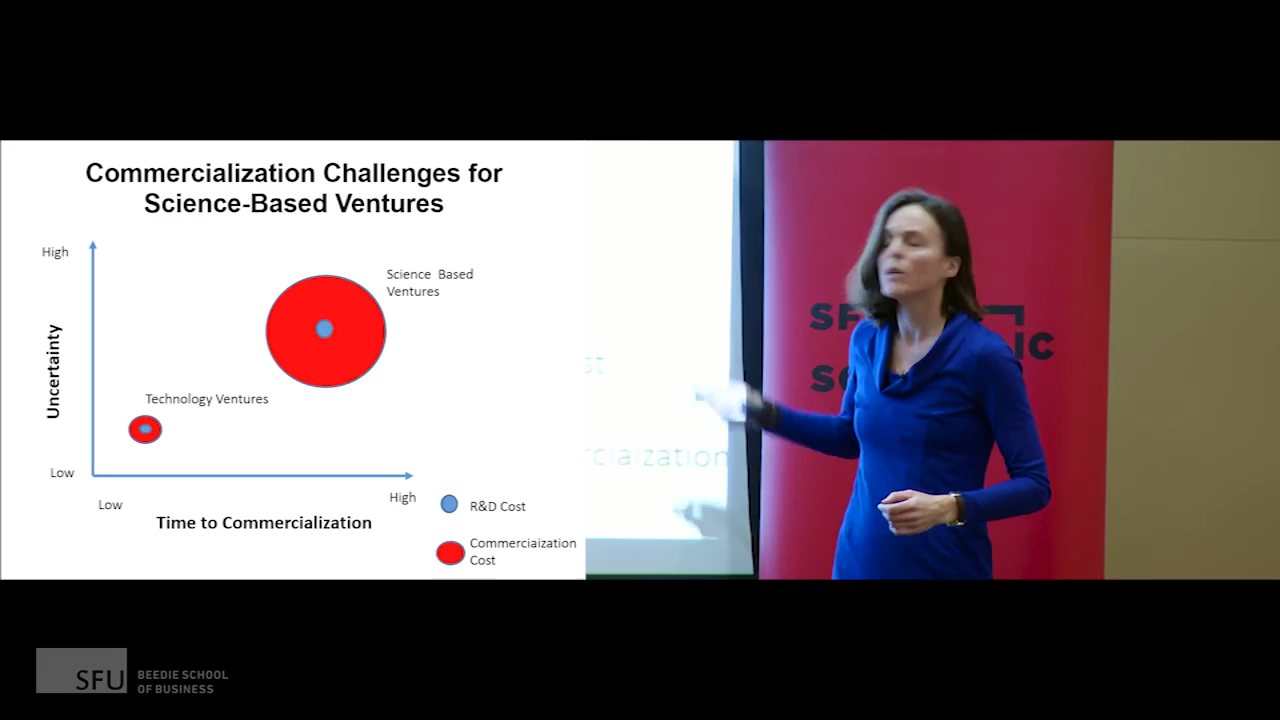 Commercialization Challenges for
Science-Based Ventures
High
Science Based
Ventures
Uncertainty
Technology Ventures
Low
Low
High
Time to Commercialization
R&D Cost
Commerciaization
Cost
SFU
BEEDIE SCHOOL
OF BUSINESS